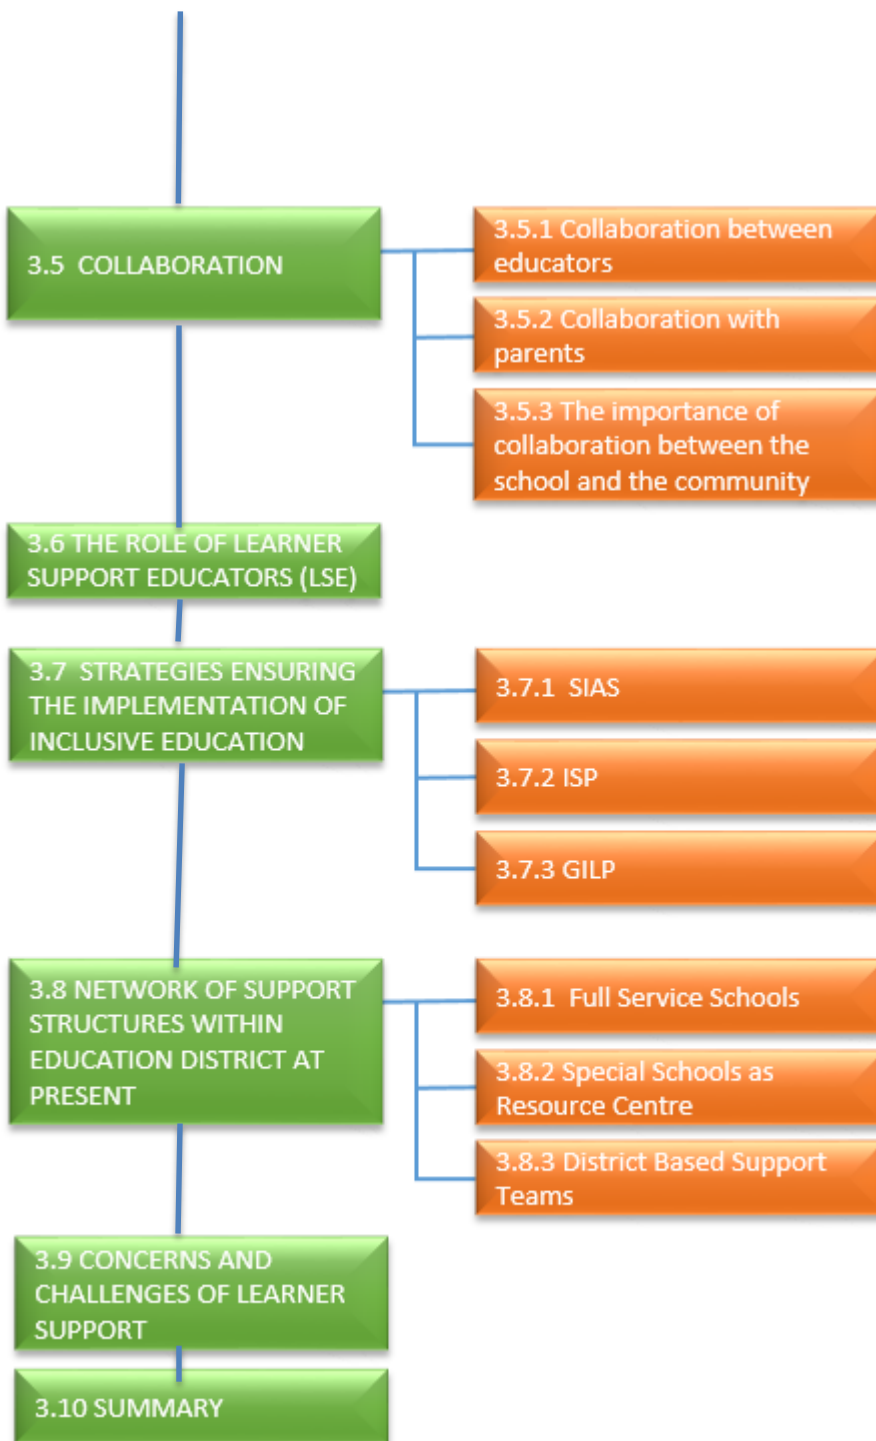 3.5 COLLABORATION
3.5.1 Collaboration between
educators
3.5.2 Collaboration with
parents
3.5.3 The importance of
collaboration between the
school and the community
3.6 THE ROLE OF LEARNER
SUPPORT EDUCATORS (LSE)
3.7 STRATEGIES ENSURING
THE IMPLEMENTATION OF
INCLUSIVE EDUCATION
3.7.1 SIAS
3.7.2 ISP
3.7.3 GILP
3.8 NETWORK OF SUPPORT
STRUCTURES WITHIN
EDUCATION DISTRICT AT
PRESENT
3.8.1 Full Service Schools
3.8.2 Special Schools as
Resource Centre
3.8.3 District Based Support
Teams
3.9 CONCERNS AND
CHALLENGES OF LEARNER
SUPPORT
3.10 SUMMARY